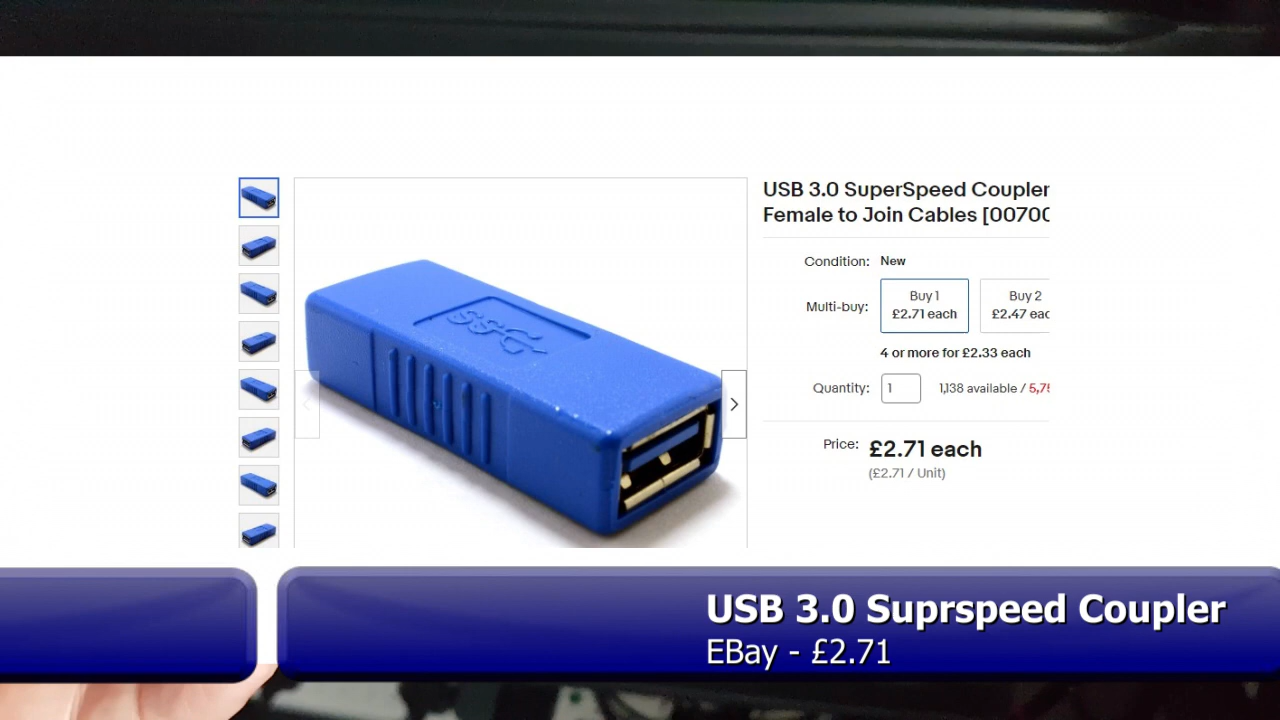 USB 3.0 SuperSpeed Coupler
Female to Join Cables [00700
Condition: New
Multi-buy:
Buy 1
£2.71 each
Buy 2
£2.47 eac
4 or more for £2.33 each
Quantity: 1 1,138 available / 5,75
Price: £2.71 each
(£2.71 / Unit)
USB 3.0 Suprspeed Coupler
EBay - £2.71